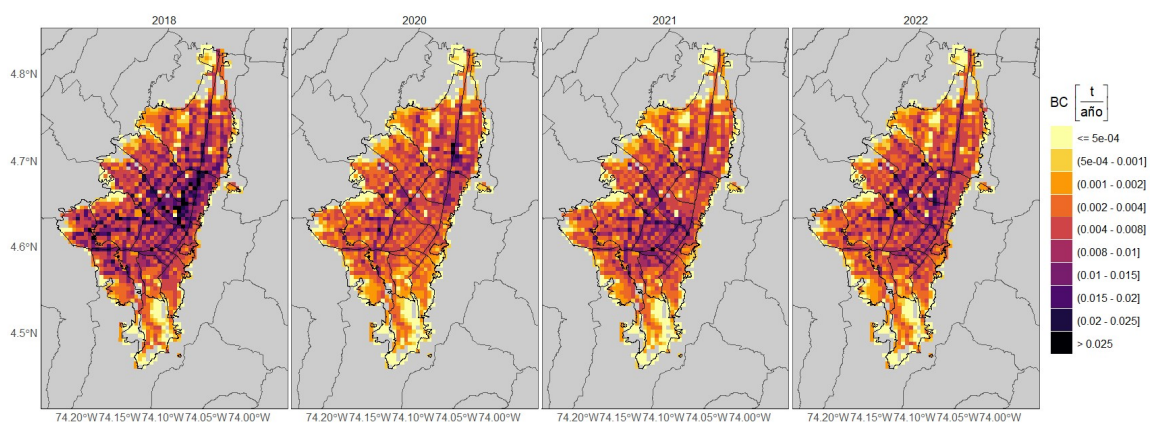 2018 2020 2021 2022
4.8°N
4.7°N
4.6°N
4.5°N
74.20°W74.15°W74.10°W74.05°W74.00°W 74.20°W74.15°W74.10°W74.05°W74.00°W 74.20°W74.15°W74.10°W74.05°W74.00°W 74.20°W74.15°W74.10°W74.05°W74.00°W
BC [t/año]
<= 5e-04
(5e-04 - 0.001]
(0.001 - 0.002]
(0.002 - 0.004]
(0.004 - 0.008]
(0.008 - 0.01]
(0.01 - 0.015]
(0.015 - 0.02]
(0.02 - 0.025]
> 0.025